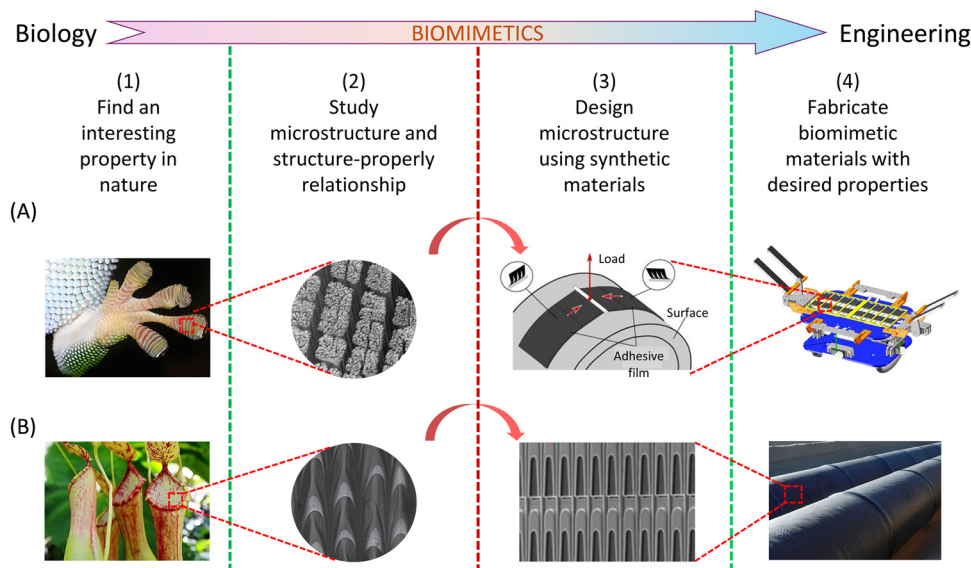 Biology
BIOMIMETICS
Engineering
(1)
Find an
interesting
property in
nature
(2)
Study
microstructure and
structure-properly
relationship
(3)
Design
microstructure
using synthetic
materials
(4)
Fabricate
biomimetic
materials with
desired properties
(A)
Load
Surface
Adhesive
film
(B)